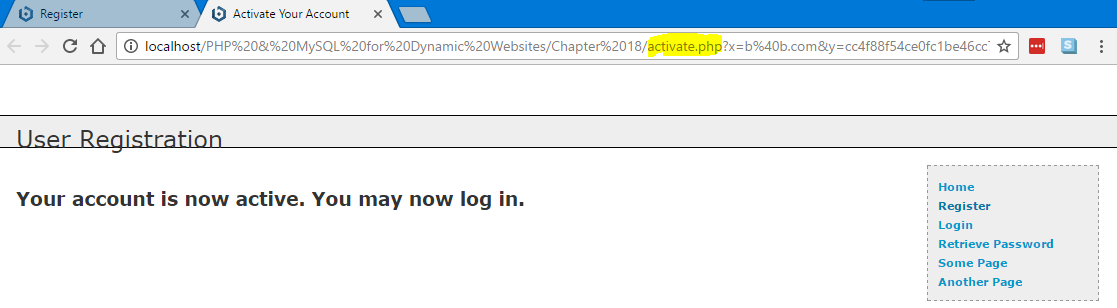 Register
Activate Your Account
localhost/PHP%20&%20MySQL%20for%20Dynamic%20Websites/Chapter%2018/activate.php?x=b%40b.com&y=cc4f88f54ce0fc1be46cc
User Registration
Your account is now active. You may now log in.
Home
Register
Login
Retrieve Password
Some Page
Another Page